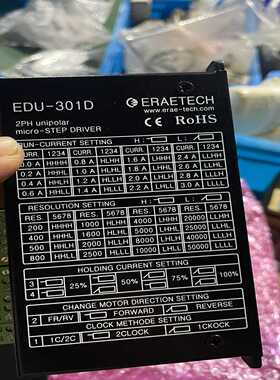 EDU-301D
ERAETECH
www.erae-tech.com
2PH unipolar
micro-STEP DRIVER
CE RoHS
RUN-CURRENT SETTING H: L:
CURR. 1234 CURR. 1234 CURR. 1234 CURR. 1234
0.0 A HHHH 0.8 A HLHH 1.6 A LHHH 2.4 A LLHH
0.2 A HHHL 1.0 A HLHL 1.8 A LHHL 2.6 A LLHL
0.4 A HHLH 1.2 A HLLH 2.0 A LHLH 2.8 A LLLH
0.6 A HHLL 1.4 A HLLL 2.2 A LHLL 3.0 A LLLL
RESOLUTION SETTING
RES. 5678 RES. 5678 RES. 5678 RES. 5678
200 HHHH 1000 HLHH 4000 LHHH 10000 LLHH
400 HHHL 1600 HLHL 5000 LHHL 20000 LLHL
500 HHLH 2000 HLLH 8000 LHLH 25000 LLLH
800 HHLL 2500 HLLL 50000 LLLL
HOLDING CURRENT SETTING
3 25% 50% 75% 100%
4
CHANGE MOTOR DIRECTION SETTING
2 FR/RV FORWARD REVERSE
CLOCK METHODE SETTING
1 1C/2C 2CLOCK 1CKOCK